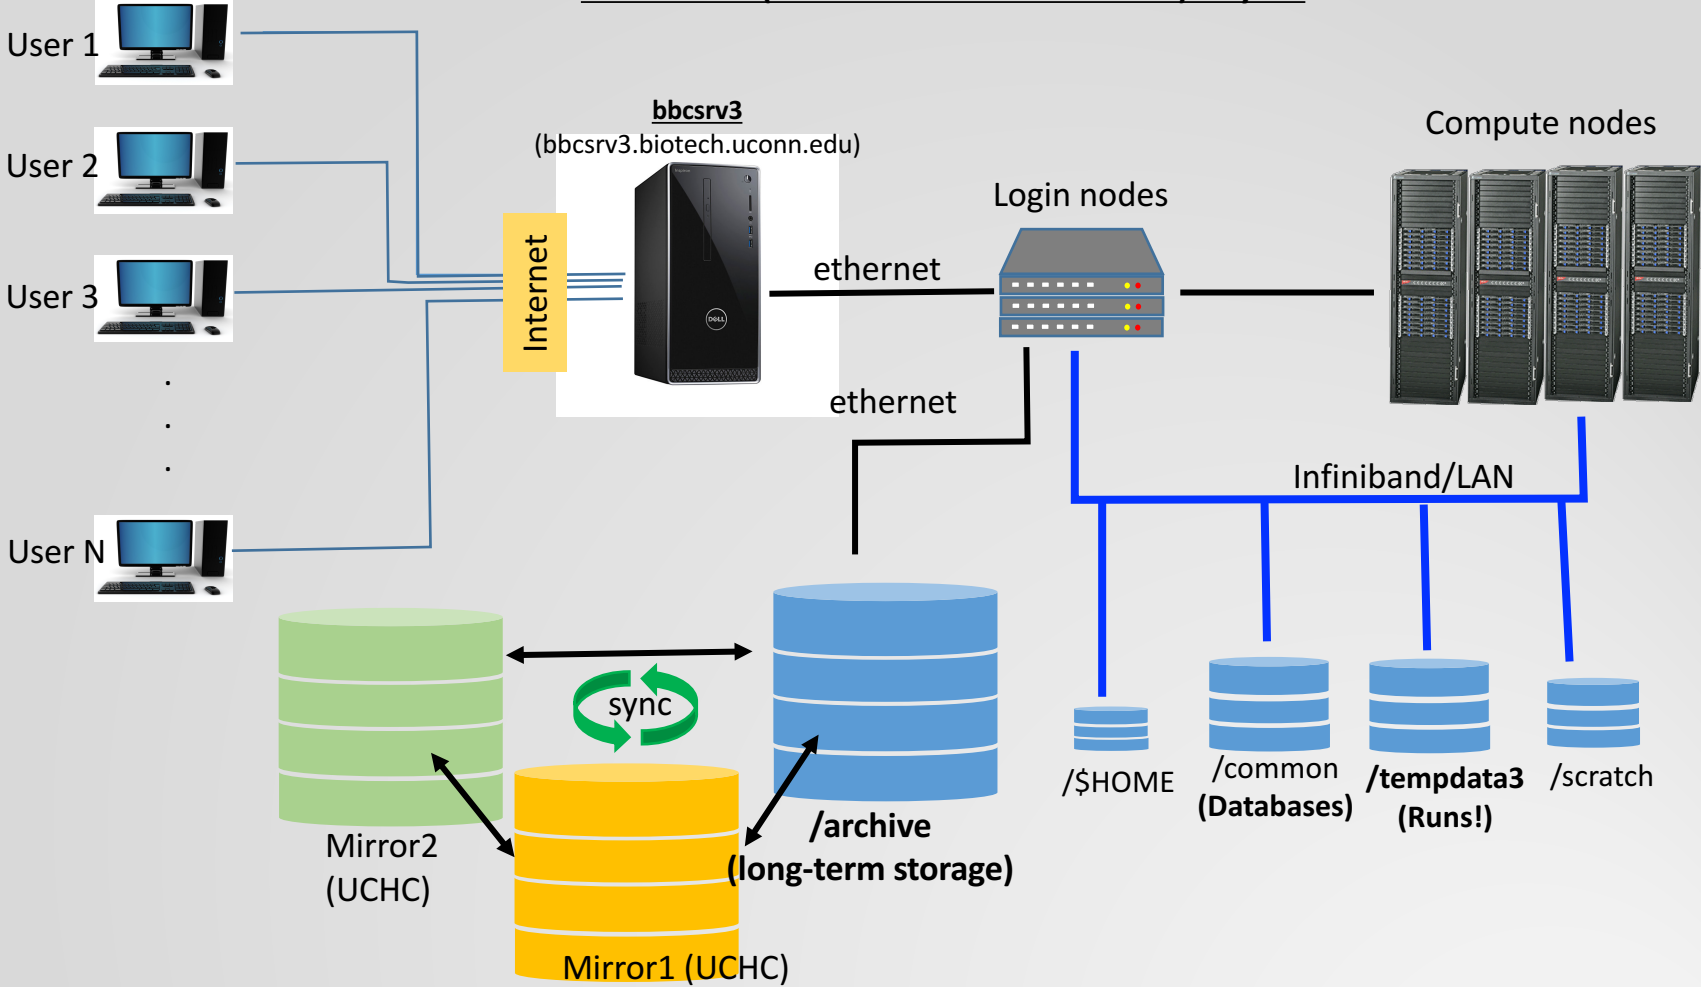 User 1
User 2
User 3
.
.
.
User N
Internet
bbcsrv3
(bbcsrv3.biotech.uconn.edu)
DELL
ethernet
ethernet
Login nodes
Compute nodes
Infiniband/LAN
sync
Mirror2
(UCHC)
Mirror1 (UCHC)
/archive
(long-term storage)
/$HOME
/common
(Databases)
/tempdata3
(Runs!)
/scratch